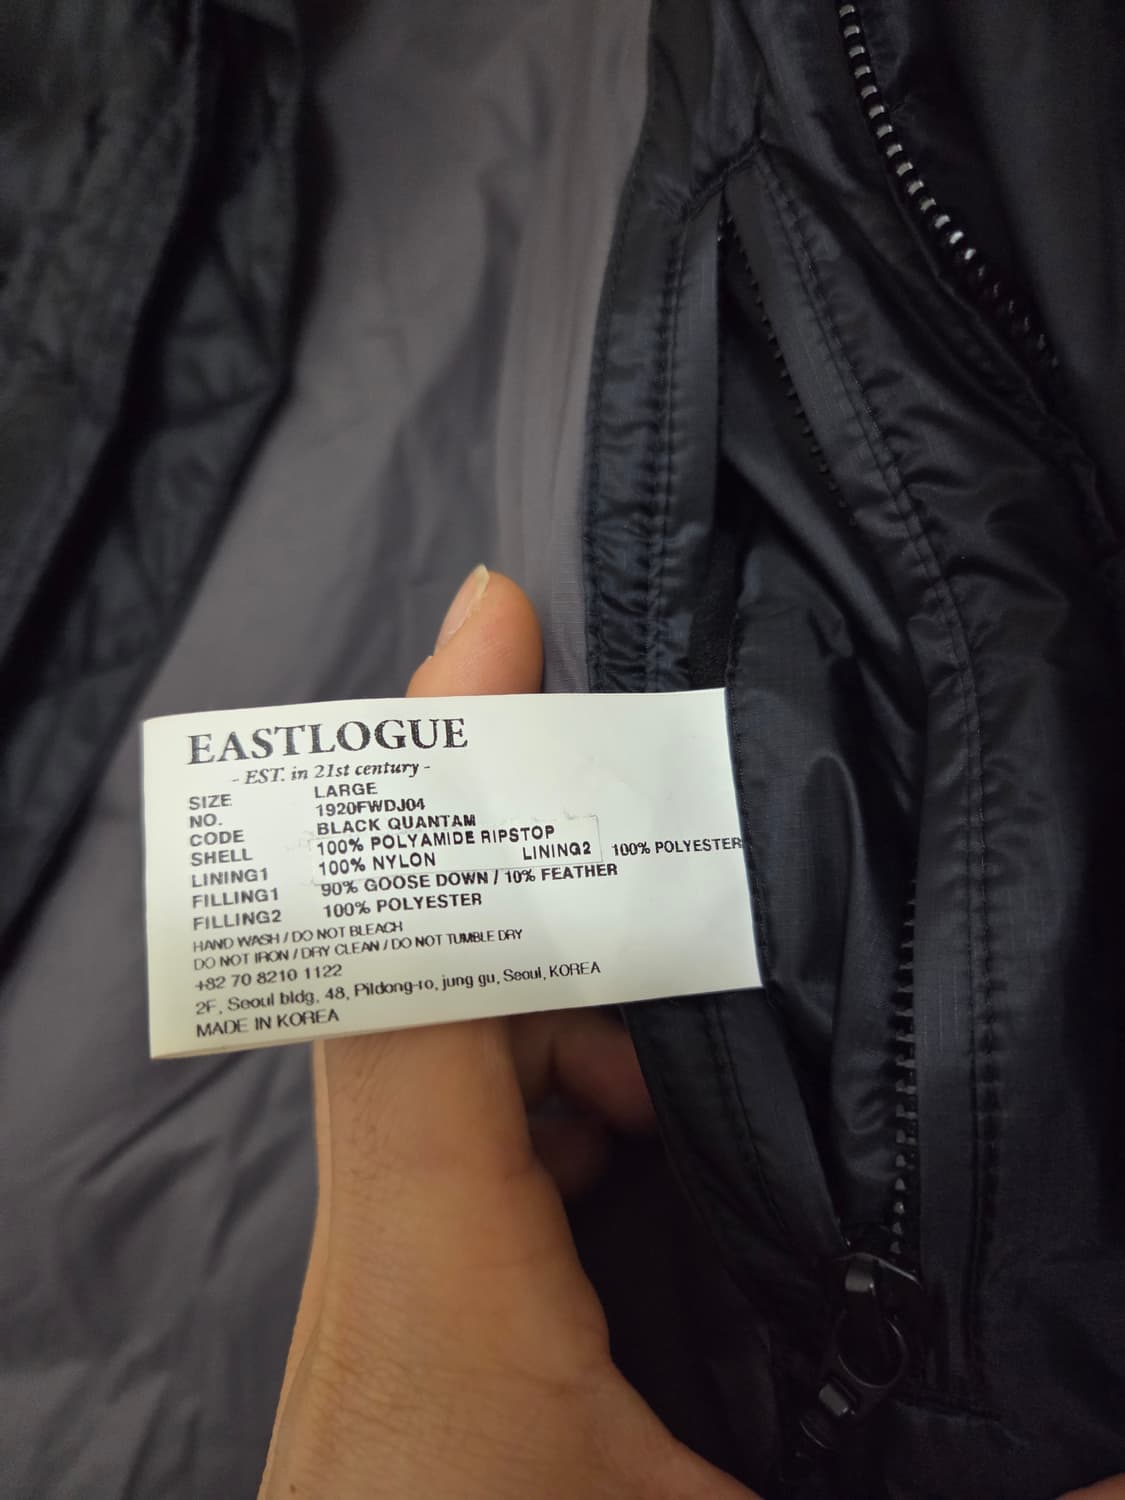 EASTLOGUE
- EST. in 21st century -
SIZE LARGE
NO. 1920FWDJ04
CODE BLACK QUANTAM
SHELL 100% POLYAMIDE RIPSTOP
LINING1 100% NYLON LINING2 100% POLYESTER
FILLING1 90% GOOSE DOWN / 10% FEATHER
FILLING2 100% POLYESTER
HAND WASH / DO NOT BLEACH
DO NOT IRON / DRY CLEAN / DO NOT TUMBLE DRY
+82 70 8210 1122
2F, Seoul bldg, 48, Pildong-ro, jung gu, Seoul, KOREA
MADE IN KOREA